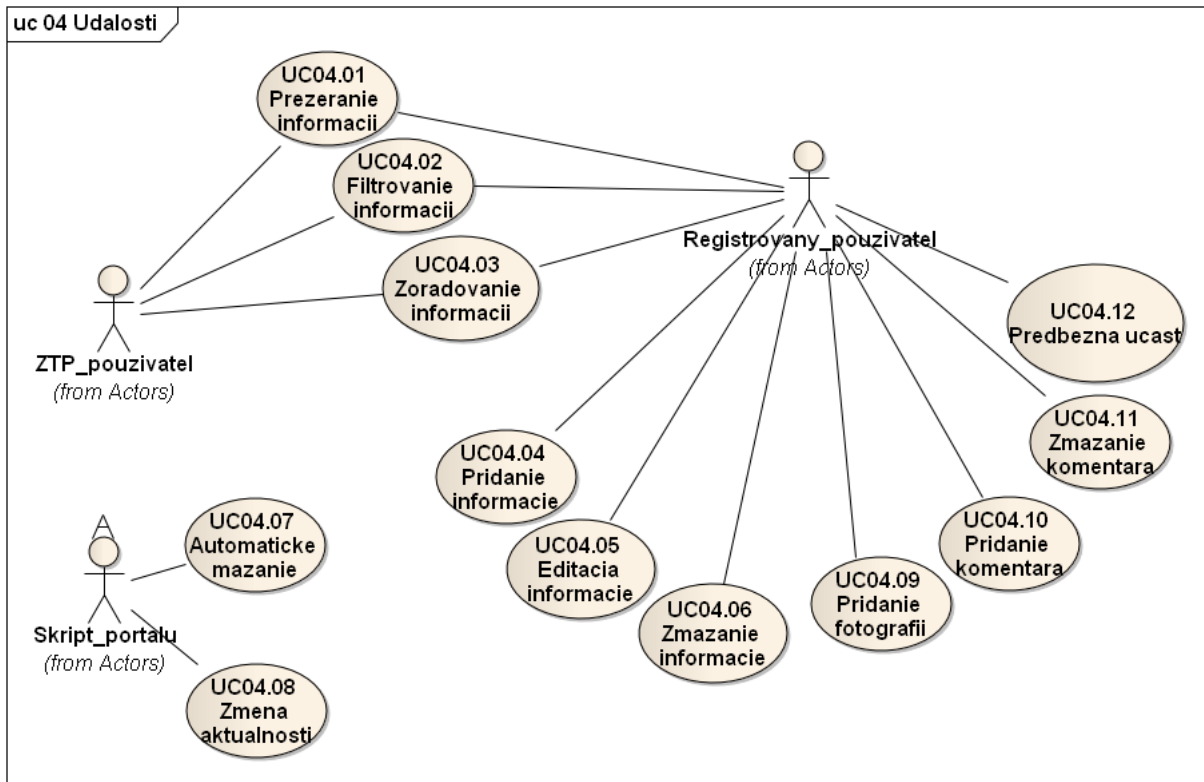 uc 04 Udalosti
UC04.01
Prezeranie
informacii
UC04.02
Filtrovanie
informacii
UC04.03
Zoradovanie
informacii
Registrovany_pouzivatel
(from Actors)
ZTP_pouzivatel
(from Actors)
UC04.12
Predbezna ucast
UC04.11
Zmazanie
komentara
UC04.04
Pridanie
informacie
UC04.05
Editacia
informacie
UC04.06
Zmazanie
informacie
UC04.09
Pridanie
fotografii
UC04.10
Pridanie
komentara
A
Skript_portalu
(from Actors)
UC04.07
Automaticke
mazanie
UC04.08
Zmena
aktualnosti